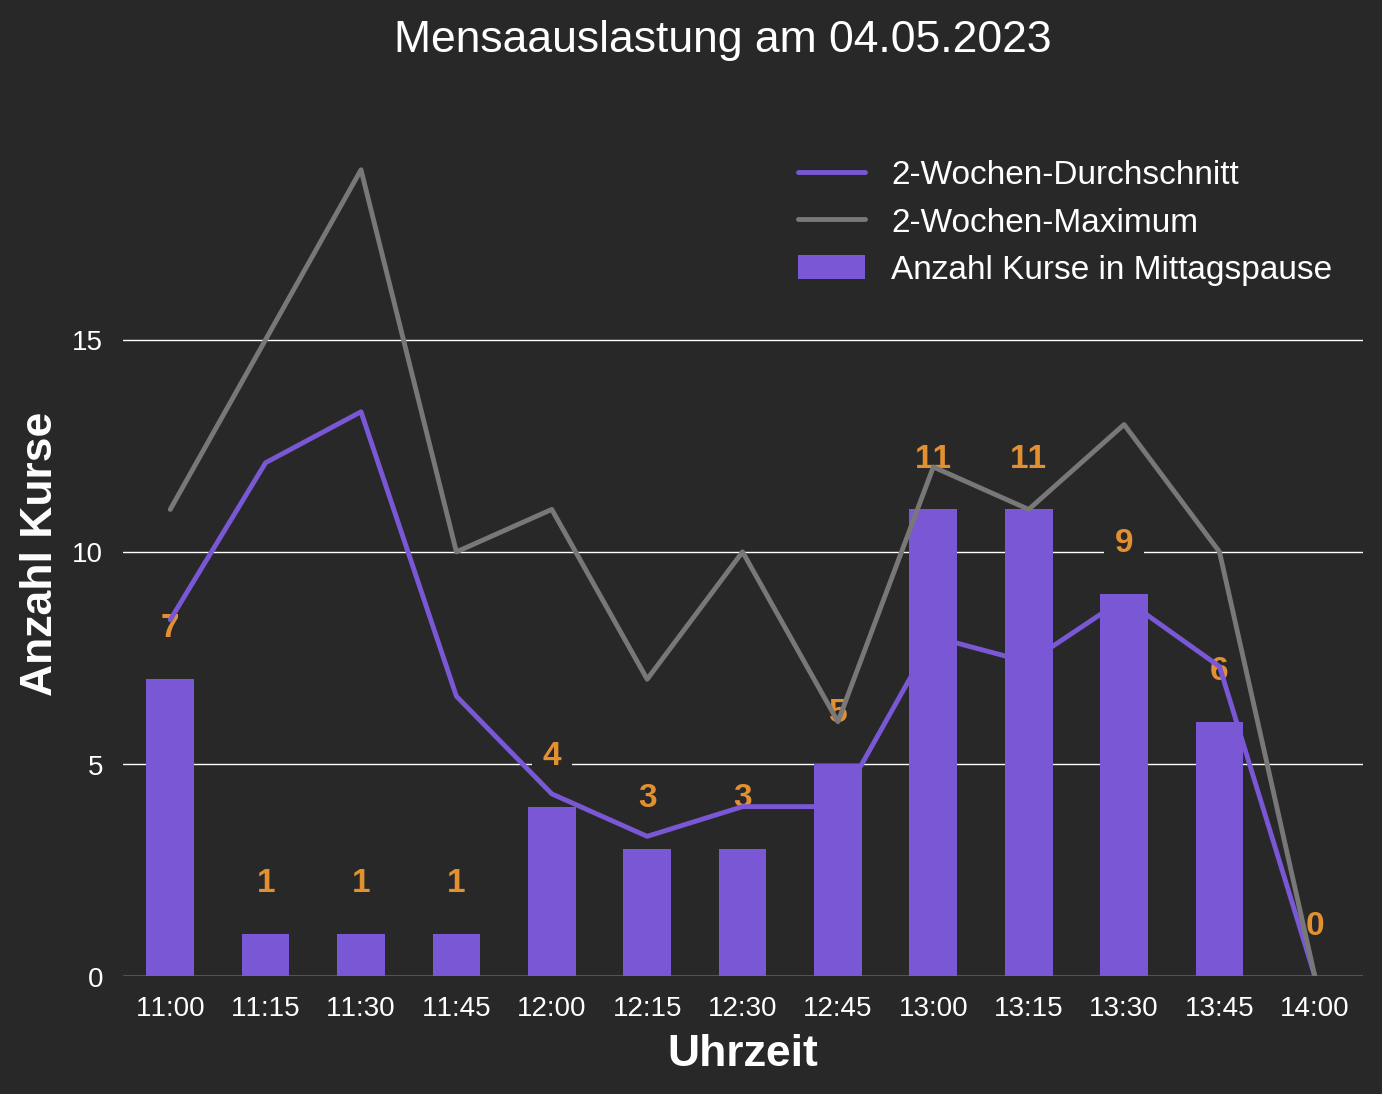 Mensaauslastung am 04.05.2023
2-Wochen-Durchschnitt
2-Wochen-Maximum
Anzahl Kurse in Mittagspause
Anzahl Kurse
15
10
5
0
7
1
1
1
4
3
3
5
11
11
9
6
0
11:00 11:15 11:30 11:45 12:00 12:15 12:30 12:45 13:00 13:15 13:30 13:45 14:00
Uhrzeit